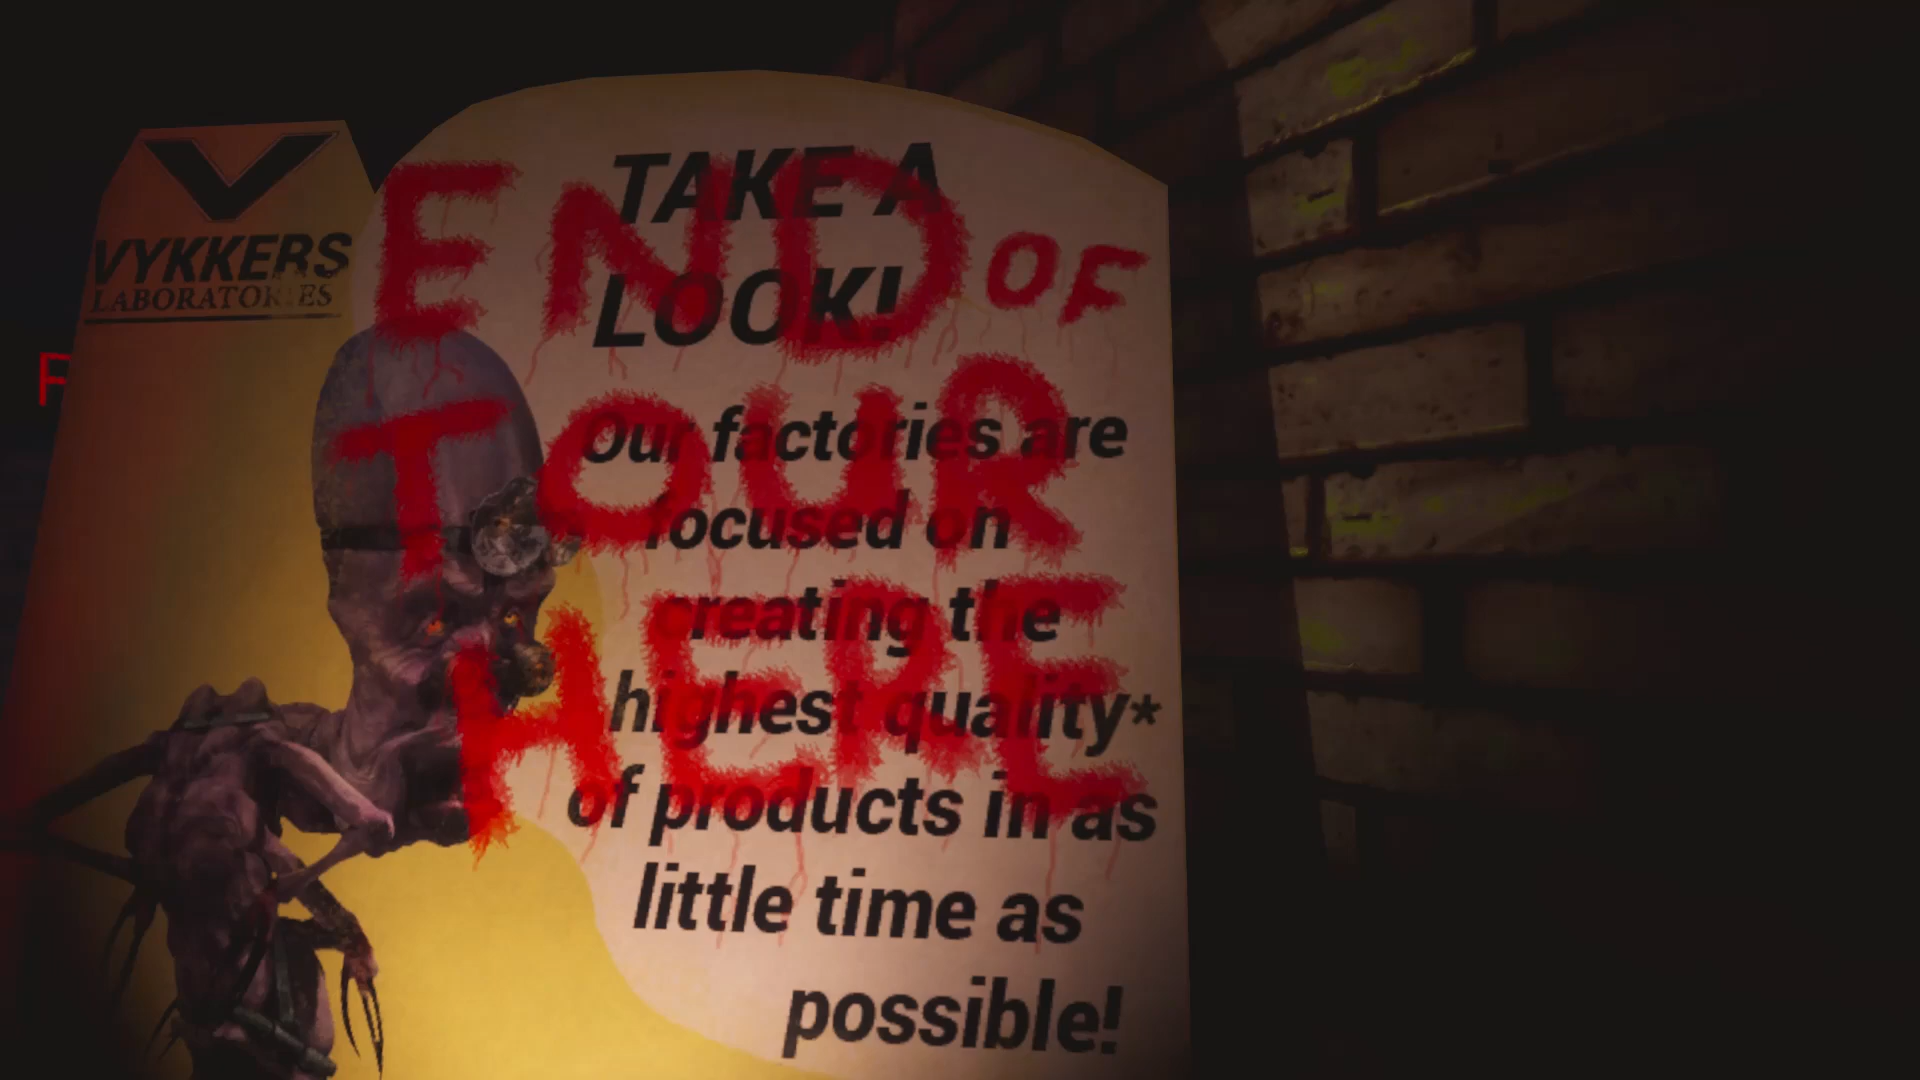 VYKKERS
LABORATORIES
TAKE A
LOOK!
Our factories are
focused on
creating the
highest quality*
of products in as
little time as
possible!
END OF
TOUR
HERE